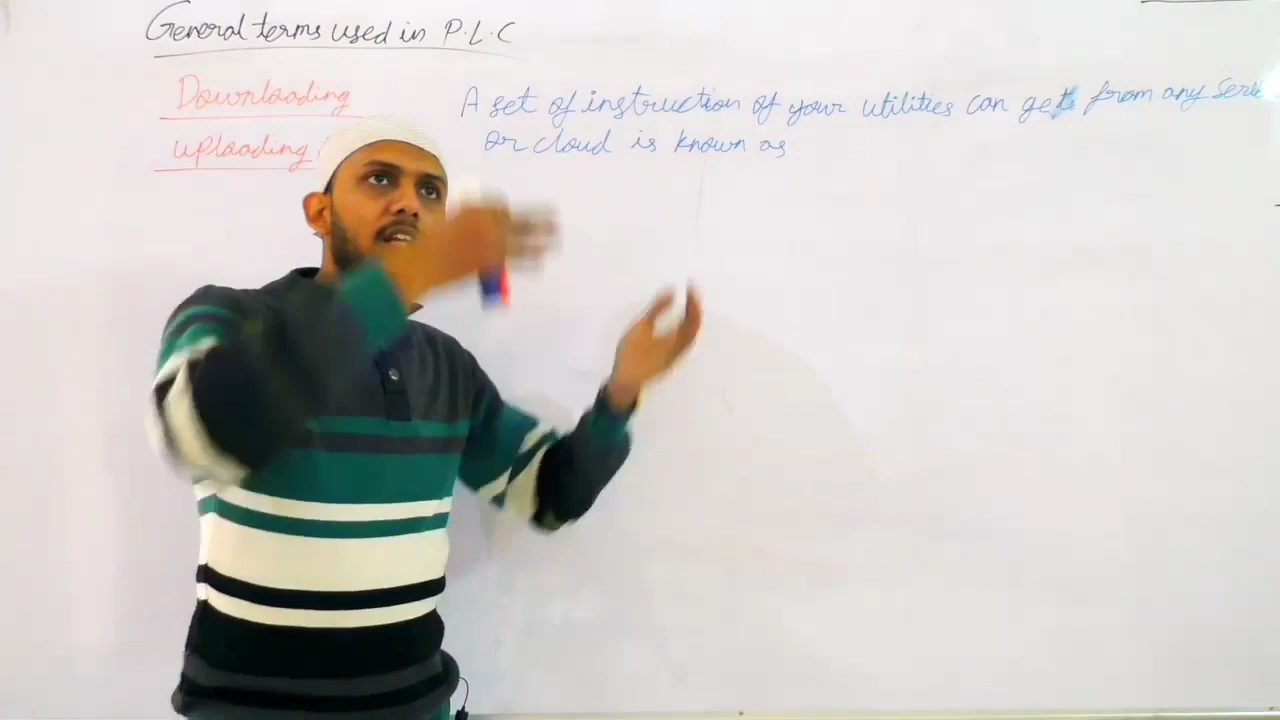 General terms used in P.L.C
Downloading
uploading
A set of instruction of your utilities can get from any
or cloud is known as